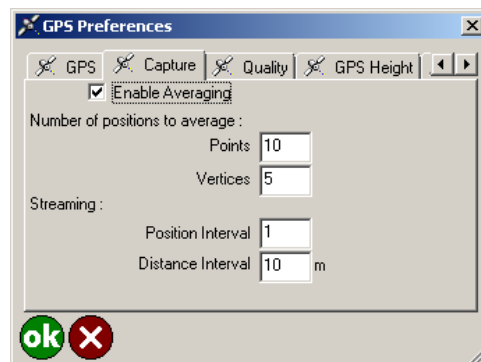 GPS Preferences
GPS Capture Quality GPS Height
Enable Averaging
Number of positions to average :
Points 10
Vertices 5
Streaming :
Position Interval 1
Distance Interval 10 m
ok